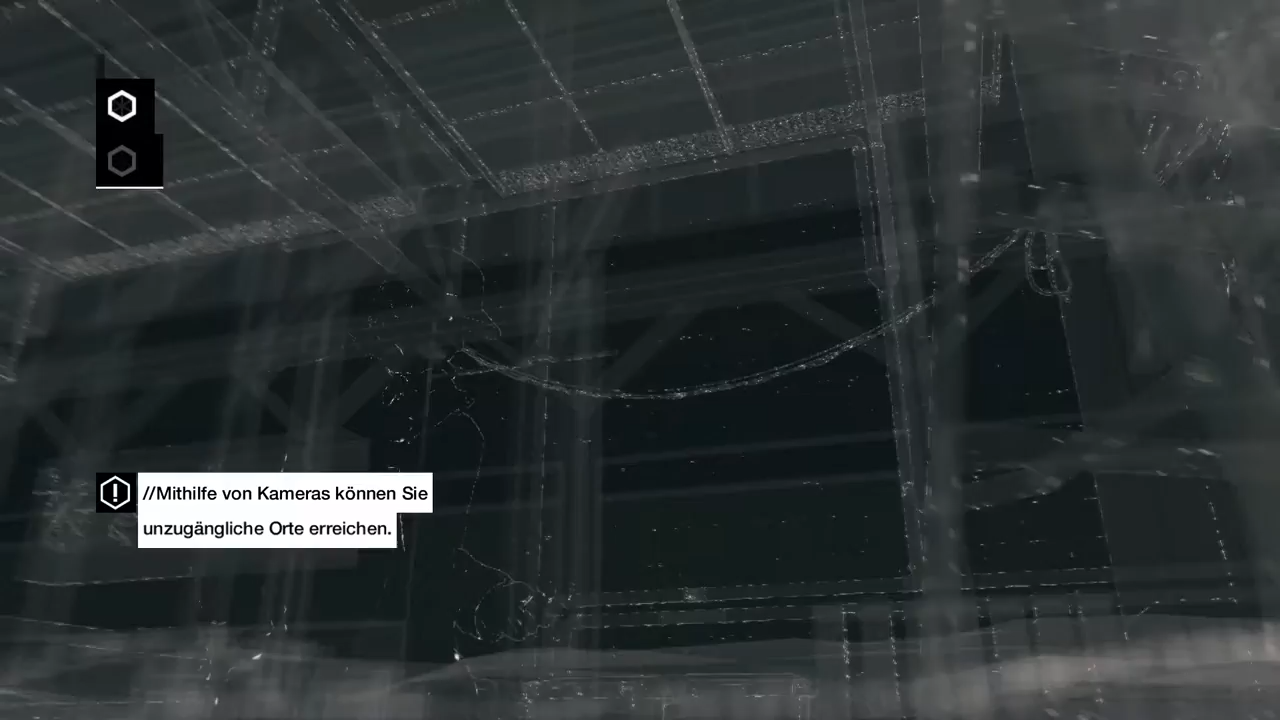 //Mithilfe von Kameras können Sie
unzugängliche Orte erreichen.